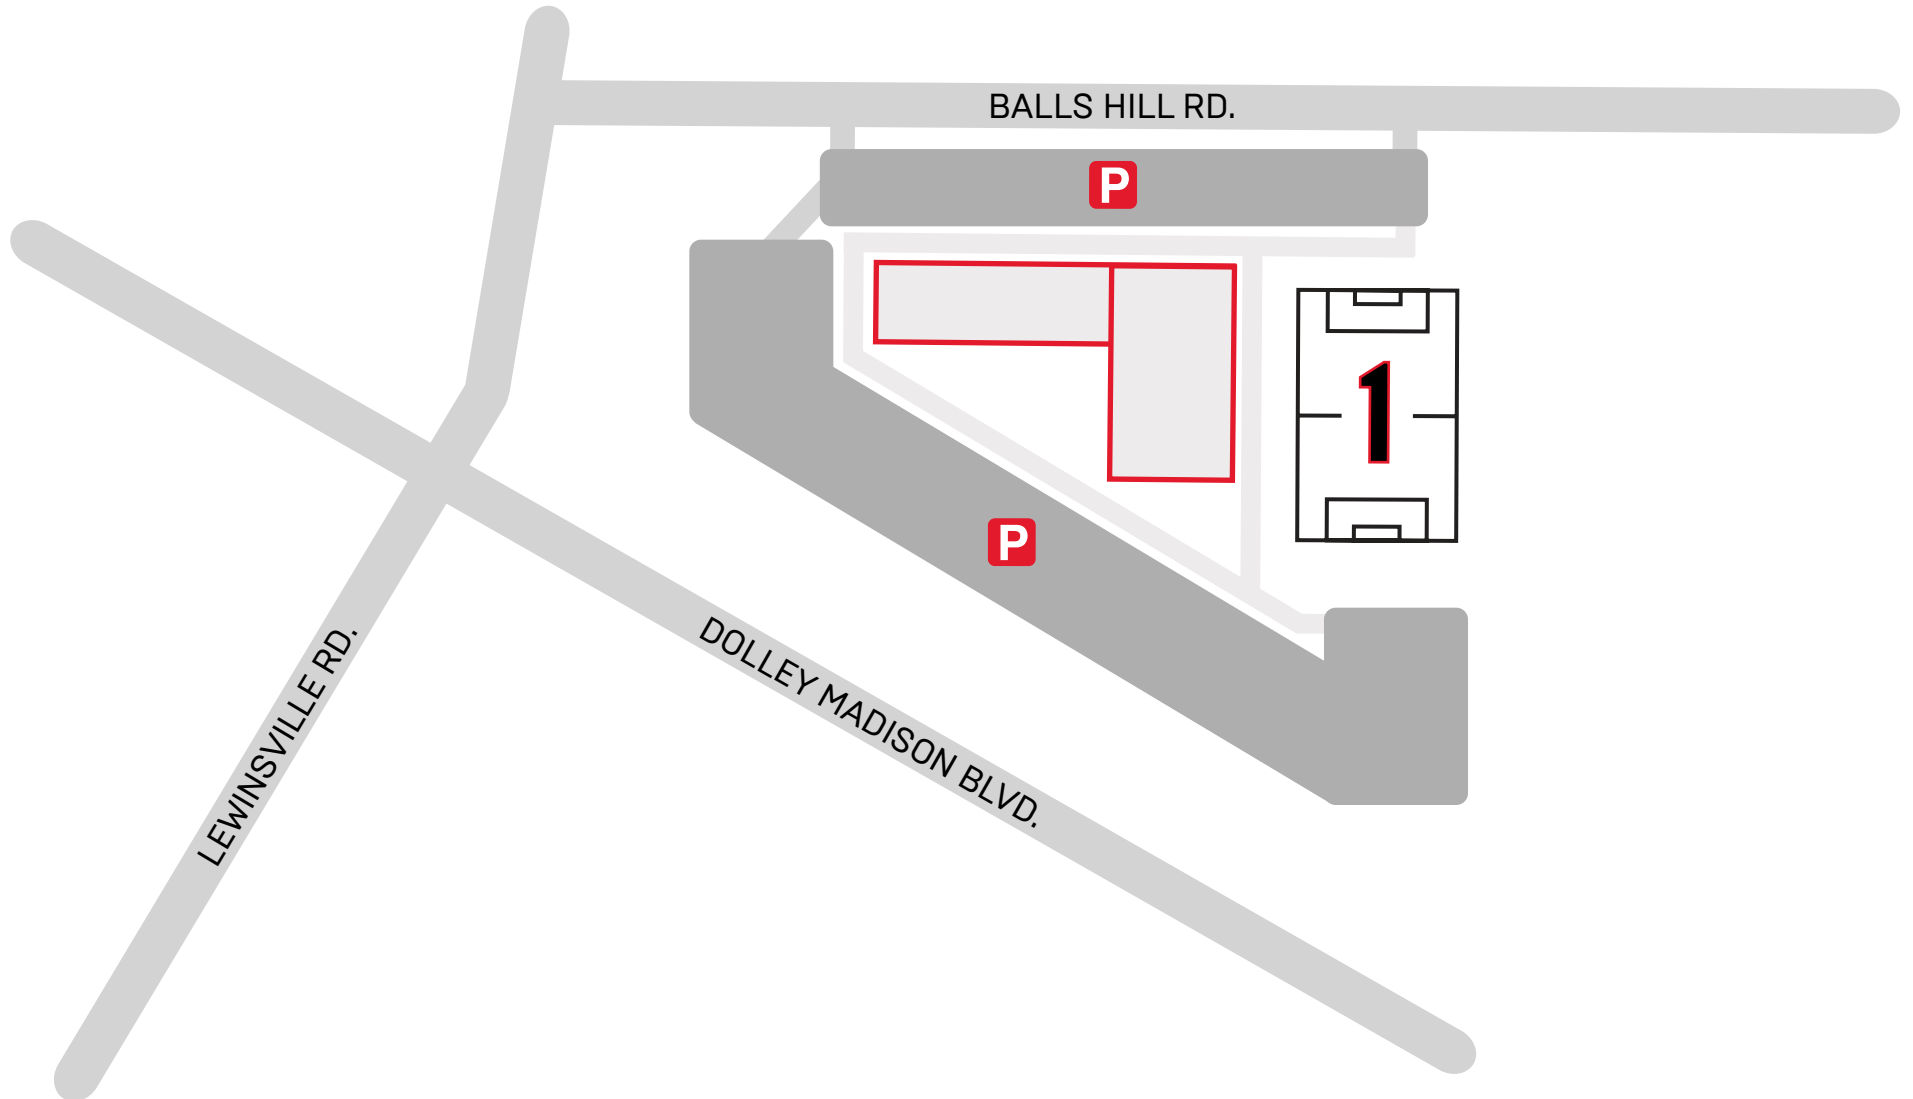 BALLS HILL RD.
P
1
P
LEWINSVILLE RD.
DOLLEY MADISON BLVD.